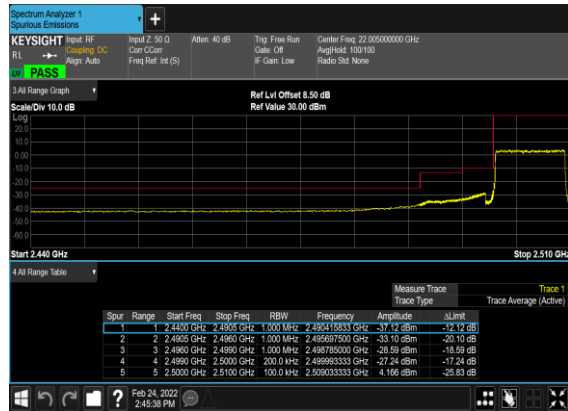 Spectrum Analyzer 1
Spurious Emissions
KEYSIGHT Input: RF Input Z: 50 Ω Atten: 40 dB Trig: Free Run Center Freq: 22.005000000 GHz
RL Coupling: DC Corr CCorr Gate: Off Avg|Hold: 100/100
Align: Auto Freq Ref: Int (S) IF Gain: Low Radio Std: None
PASS
3 All Range Graph
Ref Lvl Offset 8.50 dB
Scale/Div 10.0 dB Ref Value 30.00 dBm
Log
20.0
10.0
0.00
-10.0
-20.0
-30.0
-40.0
-50.0
-60.0
Start 2.440 GHz Stop 2.510 GHz
4 All Range Table
Measure Trace Trace 1
Trace Type Trace Average (Active)
Spur Range Start Freq Stop Freq RBW Frequency Amplitude ΔLimit
1 1 2.4400 GHz 2.4905 GHz 1.000 MHz 2.490415833 GHz -37.12 dBm -12.12 dB
2 2 2.4905 GHz 2.4960 GHz 1.000 MHz 2.495697500 GHz -33.10 dBm -20.10 dB
3 3 2.4960 GHz 2.4990 GHz 1.000 MHz 2.498785000 GHz -28.59 dBm -18.59 dB
4 4 2.4990 GHz 2.5000 GHz 200.0 kHz 2.499993333 GHz -27.24 dBm -17.24 dB
5 5 2.5000 GHz 2.5100 GHz 100.0 kHz 2.509033333 GHz 4.166 dBm -25.83 dB
Feb 24, 2022
2:45:38 PM